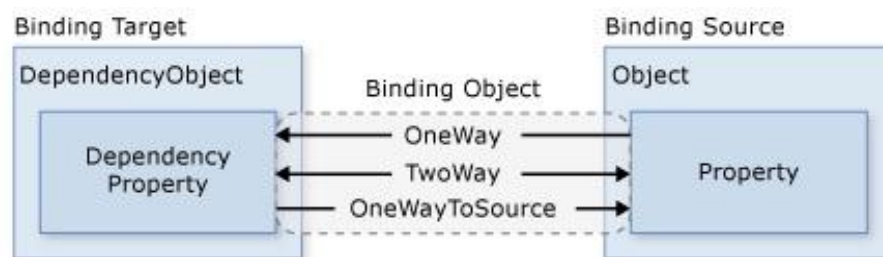 Binding Target
Binding Source
DependencyObject
Object
Binding Object
OneWay
Dependency
Property
TwoWay
Property
OneWayToSource